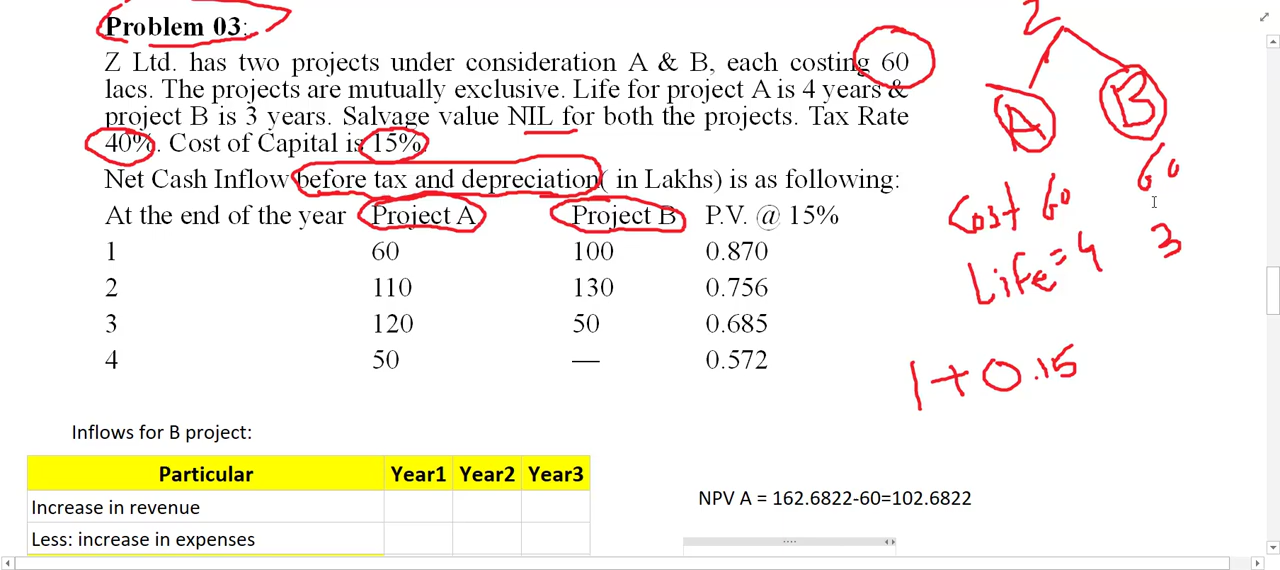 Problem 03:
Z Ltd. has two projects under consideration A & B, each costing 60
lacs. The projects are mutually exclusive. Life for project A is 4 years &
project B is 3 years. Salvage value NIL for both the projects. Tax Rate
40%. Cost of Capital is 15%.
Net Cash Inflow before tax and depreciation( in Lakhs) is as following:
At the end of the year Project A Project B P.V. @ 15%
1 60 100 0.870
2 110 130 0.756
3 120 50 0.685
4 50 — 0.572
Z
A B
Cost 60 60
Life = 4 3
1 + 0.15
Inflows for B project:
Particular Year1 Year2 Year3
Increase in revenue
Less: increase in expenses
NPV A = 162.6822-60=102.6822